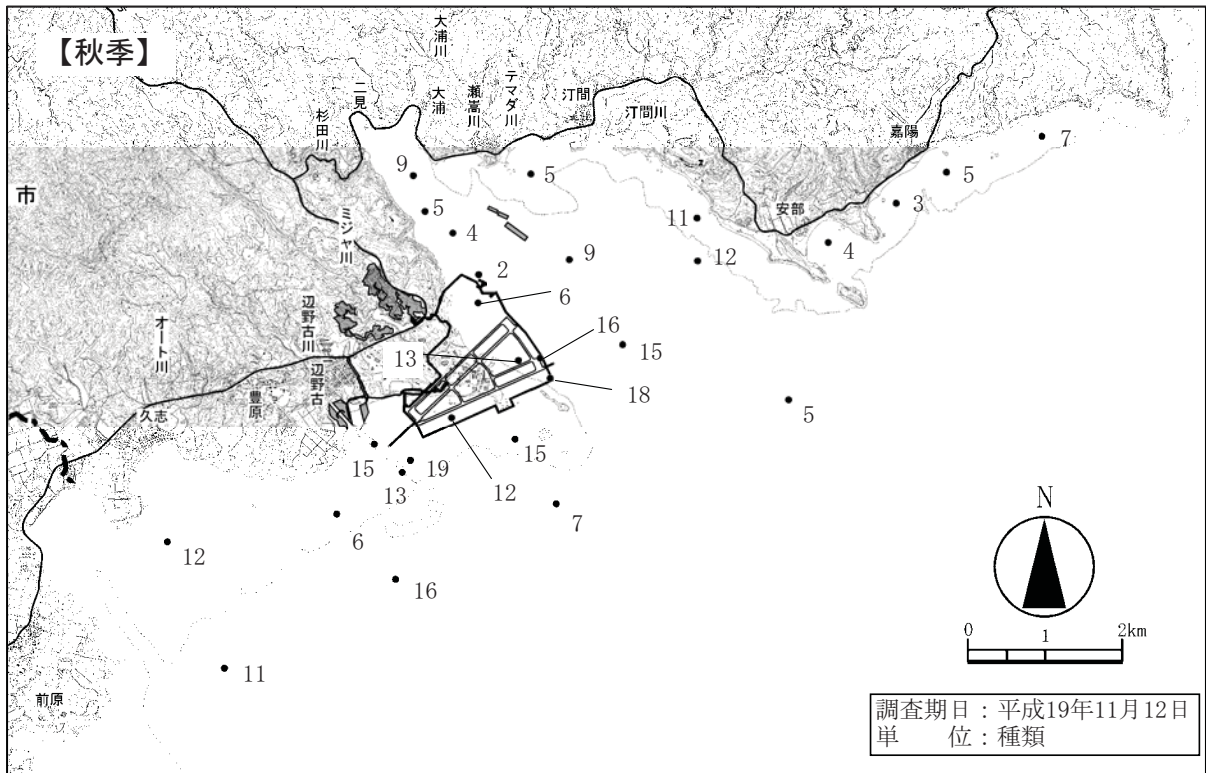 【秋季】
大浦川
二見
杉田川
大浦
瀬嵩川
テマダ川
汀間
汀間川
嘉陽
安部
市
ミジャ川
辺野古川
辺野古
オート川
豊原
久志
前原
7
9
5
5
5
3
11
4
4
12
9
2
6
16
15
13
18
5
15
15
19
13
12
7
6
12
16
11
N
0 1 2km
調査期日：平成19年11月12日
単　　位：種類